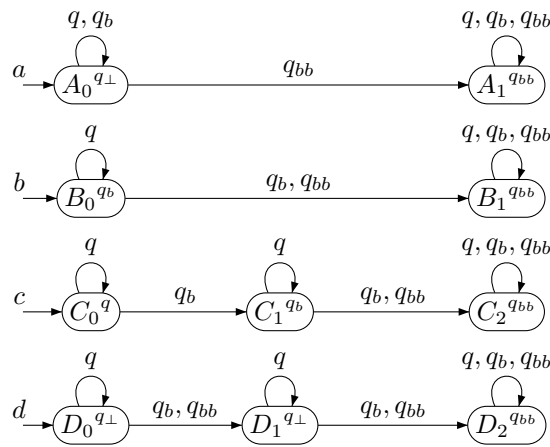 q, q_b q, q_b, q_bb
a A_0^{q_⊥} q_bb A_1^{q_bb}
q q, q_b, q_bb
b B_0^{q_b} q_b, q_bb B_1^{q_bb}
q q q, q_b, q_bb
c C_0^q q_b C_1^{q_b} q_b, q_bb C_2^{q_bb}
q q q, q_b, q_bb
d D_0^{q_⊥} q_b, q_bb D_1^{q_⊥} q_b, q_bb D_2^{q_bb}